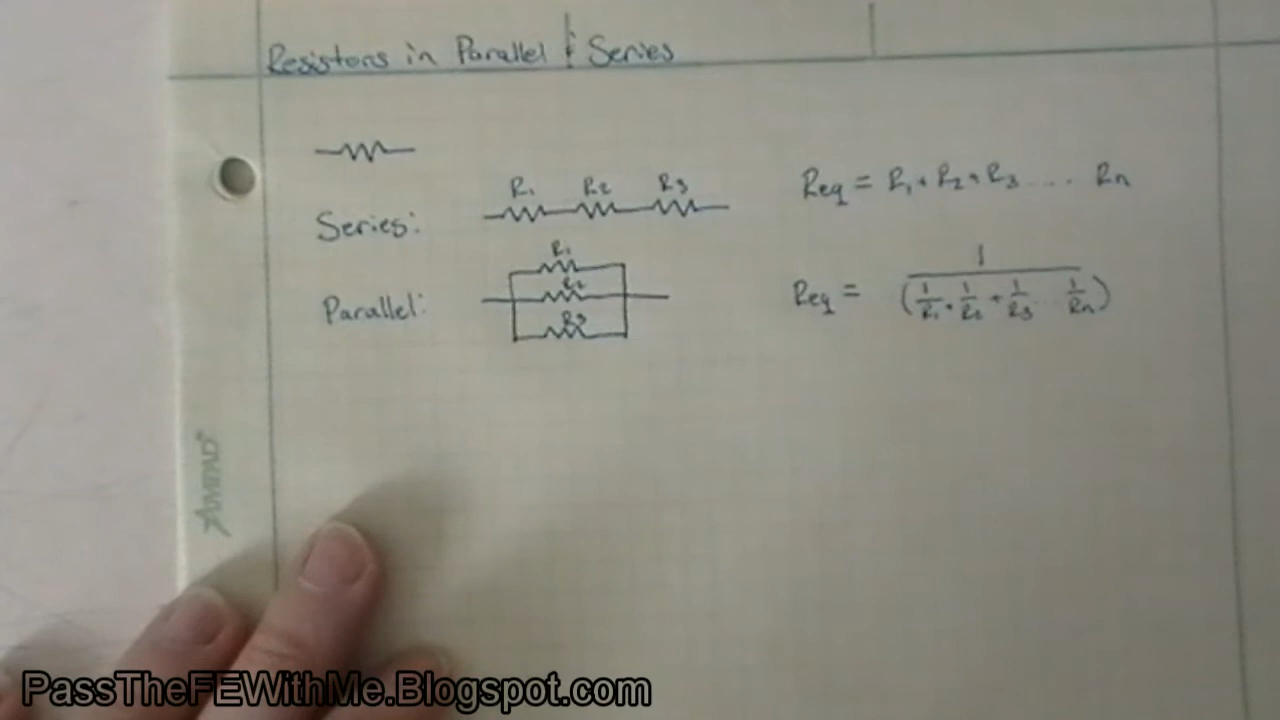 Resistors in Parallel & Series
Series:
R1 R2 R3
Req = R1 + R2 + R3 .... Rn
Parallel:
R1
R2
R3
Req = 1 / (1/R1 + 1/R2 + 1/R3 ... 1/Rn)
AMPAD
PassTheFEWithMe.Blogspot.com